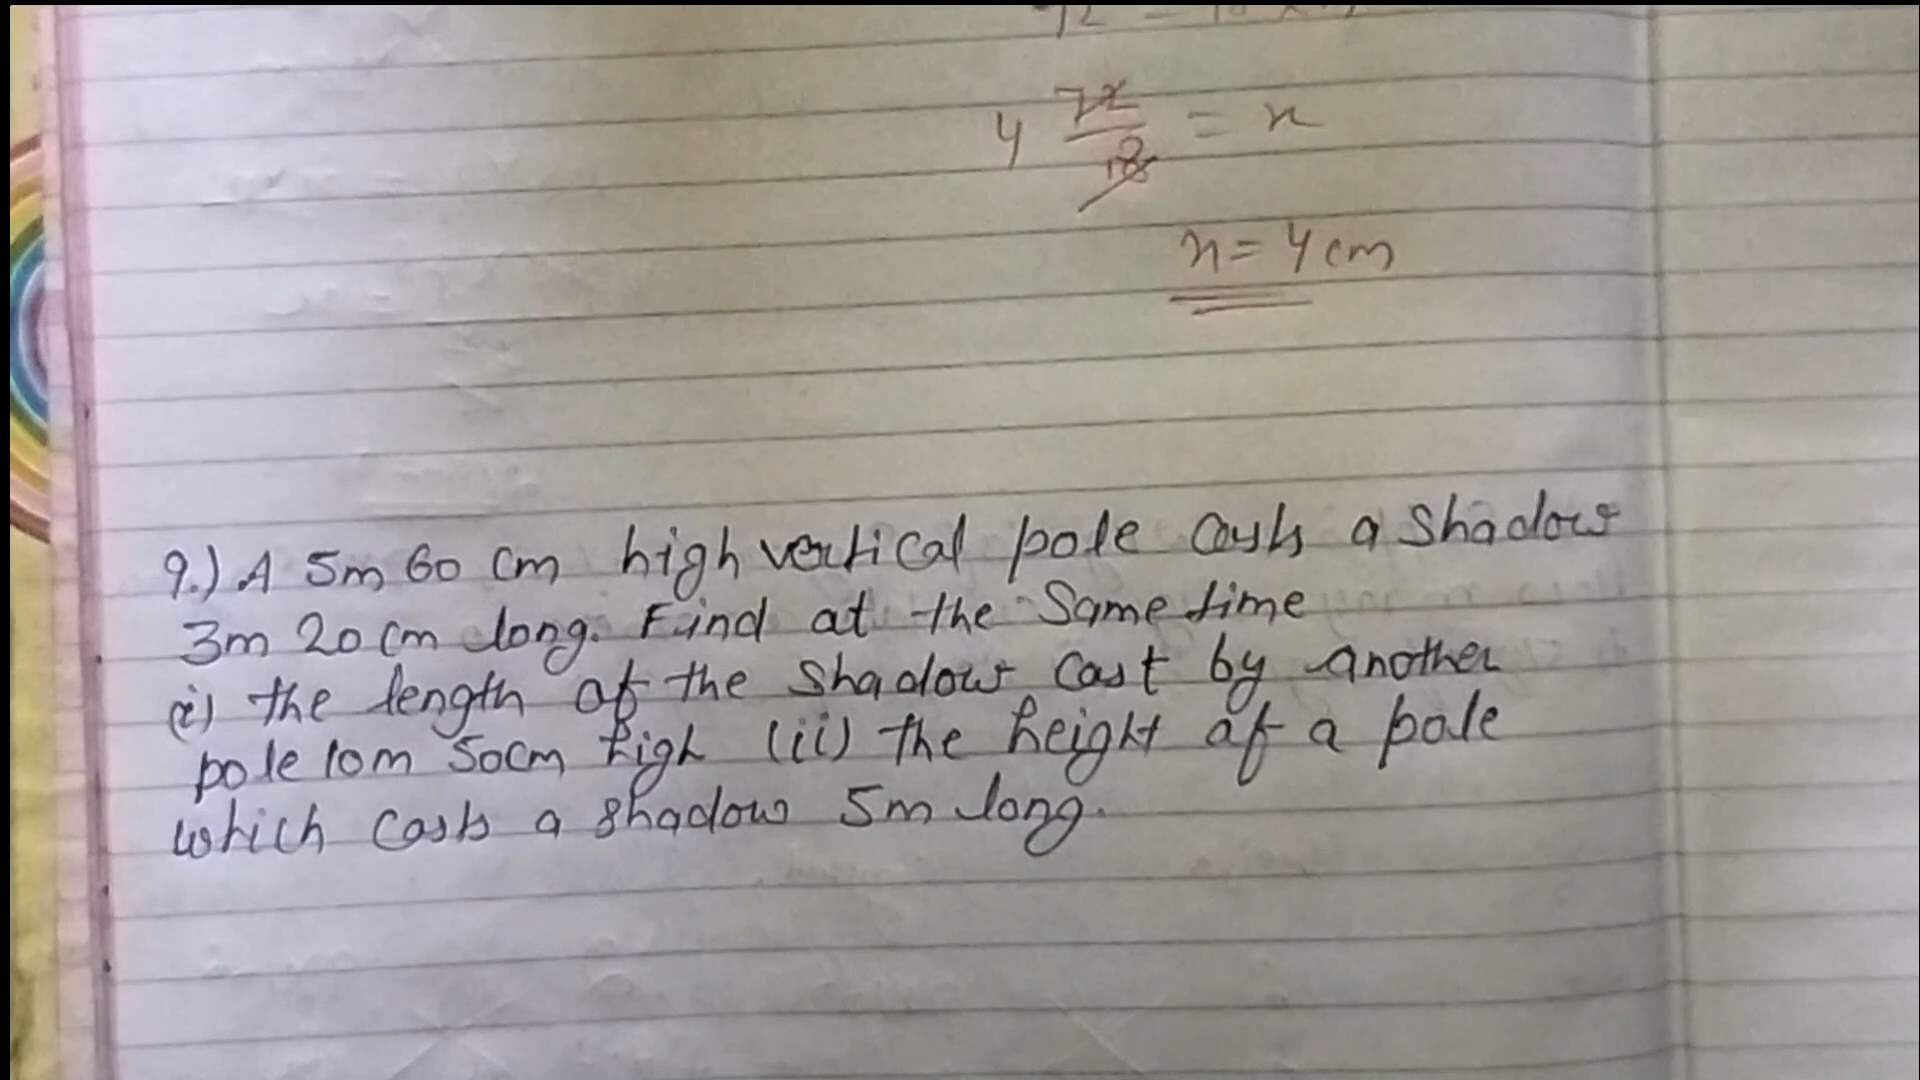 4 72/18 = x
x = 4 cm
9.) A 5m 60 cm high vertical pole casts a shadow
3m 20 cm long. Find at the same time
(i) the length of the shadow cast by another
pole 10m 50cm high (ii) the height of a pole
which casts a shadow 5m long.